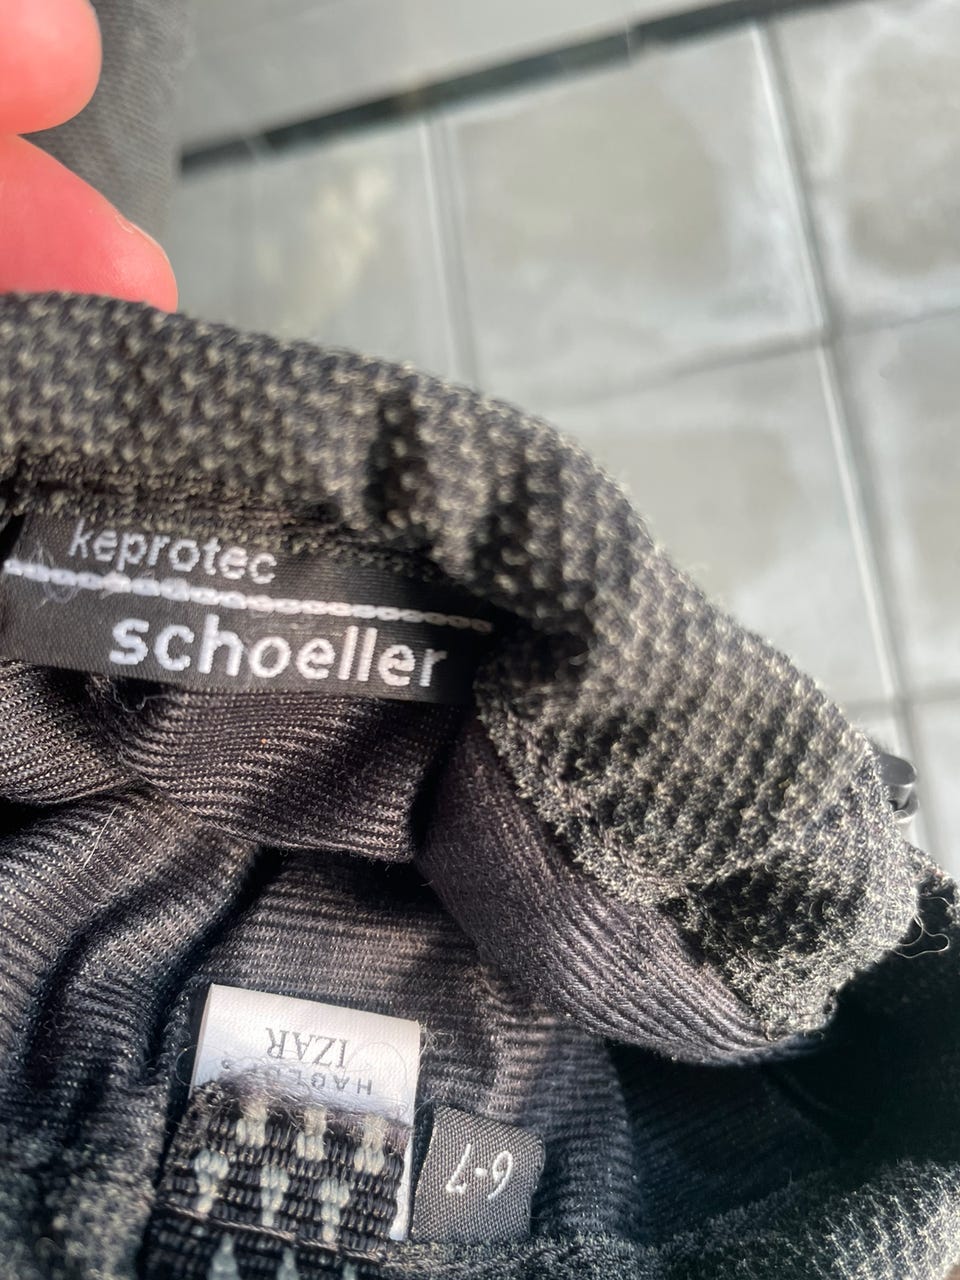 keprotec
schoeller
IZAR
6-7